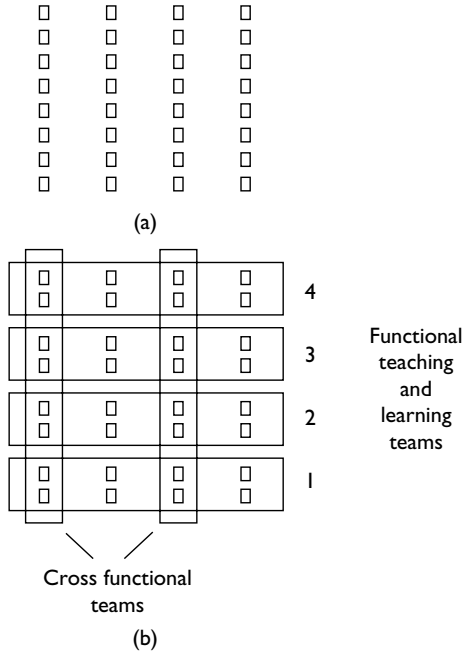 (a)
4
3
2
1
Functional
teaching
and
learning
teams
Cross functional
teams
(b)